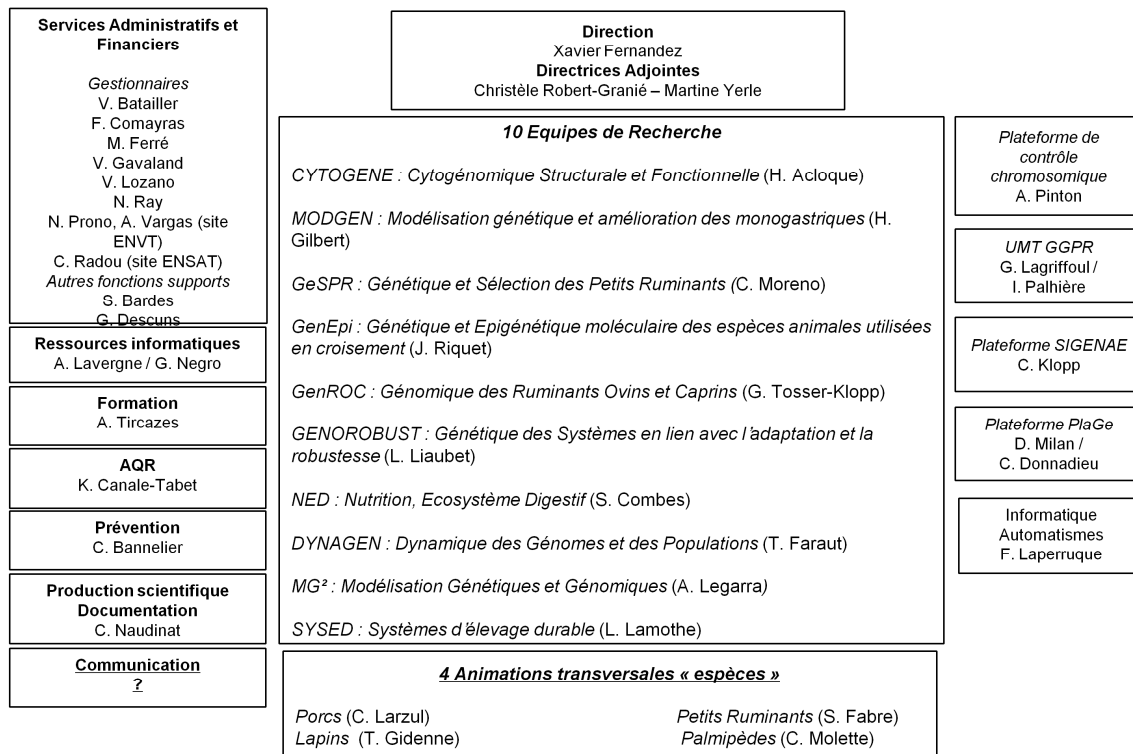 Services Administratifs et
Financiers
Gestionnaires
V. Batailler
F. Comayras
M. Ferré
V. Gavaland
V. Lozano
N. Ray
N. Prono, A. Vargas (site
ENVT)
C. Radou (site ENSAT)
Autres fonctions supports
S. Bardes
G. Descuns
Ressources informatiques
A. Lavergne / G. Negro
Formation
A. Tircazes
AQR
K. Canale-Tabet
Prévention
C. Bannelier
Production scientifique
Documentation
C. Naudinat
Communication
?
Direction
Xavier Fernandez
Directrices Adjointes
Christèle Robert-Granié – Martine Yerle
10 Equipes de Recherche
CYTOGENE : Cytogénomique Structurale et Fonctionnelle (H. Acloque)
MODGEN : Modélisation génétique et amélioration des monogastriques (H.
Gilbert)
GeSPR : Génétique et Sélection des Petits Ruminants (C. Moreno)
GenEpi : Génétique et Epigénétique moléculaire des espèces animales utilisées
en croisement (J. Riquet)
GenROC : Génomique des Ruminants Ovins et Caprins (G. Tosser-Klopp)
GENOROBUST : Génétique des Systèmes en lien avec l'adaptation et la
robustesse (L. Liaubet)
NED : Nutrition, Ecosystème Digestif (S. Combes)
DYNAGEN : Dynamique des Génomes et des Populations (T. Faraut)
MG² : Modélisation Génétiques et Génomiques (A. Legarra)
SYSED : Systèmes d'élevage durable (L. Lamothe)
4 Animations transversales « espèces »
Porcs (C. Larzul) Petits Ruminants (S. Fabre)
Lapins (T. Gidenne) Palmipèdes (C. Molette)
Plateforme de
contrôle
chromosomique
A. Pinton
UMT GGPR
G. Lagriffoul /
I. Palhière
Plateforme SIGENAE
C. Klopp
Plateforme PlaGe
D. Milan /
C. Donnadieu
Informatique
Automatismes
F. Laperruque